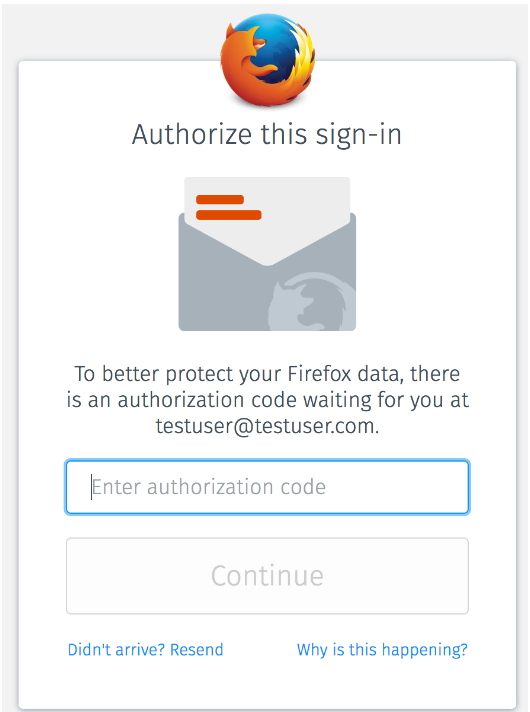 Authorize this sign-in
To better protect your Firefox data, there
is an authorization code waiting for you at
testuser@testuser.com.
Enter authorization code
Continue
Didn't arrive? Resend
Why is this happening?